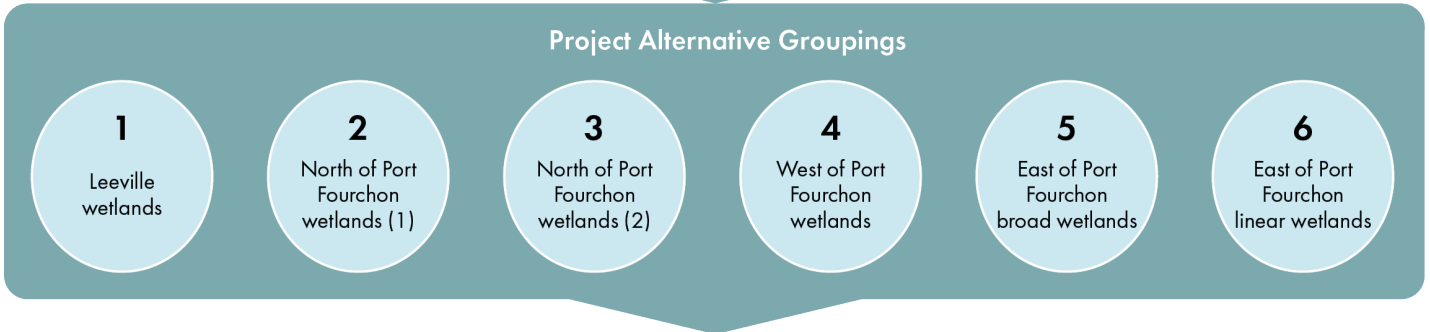 Project Alternative Groupings
1
Leeville
wetlands
2
North of Port
Fourchon
wetlands (1)
3
North of Port
Fourchon
wetlands (2)
4
West of Port
Fourchon
wetlands
5
East of Port
Fourchon
broad wetlands
6
East of Port
Fourchon
linear wetlands